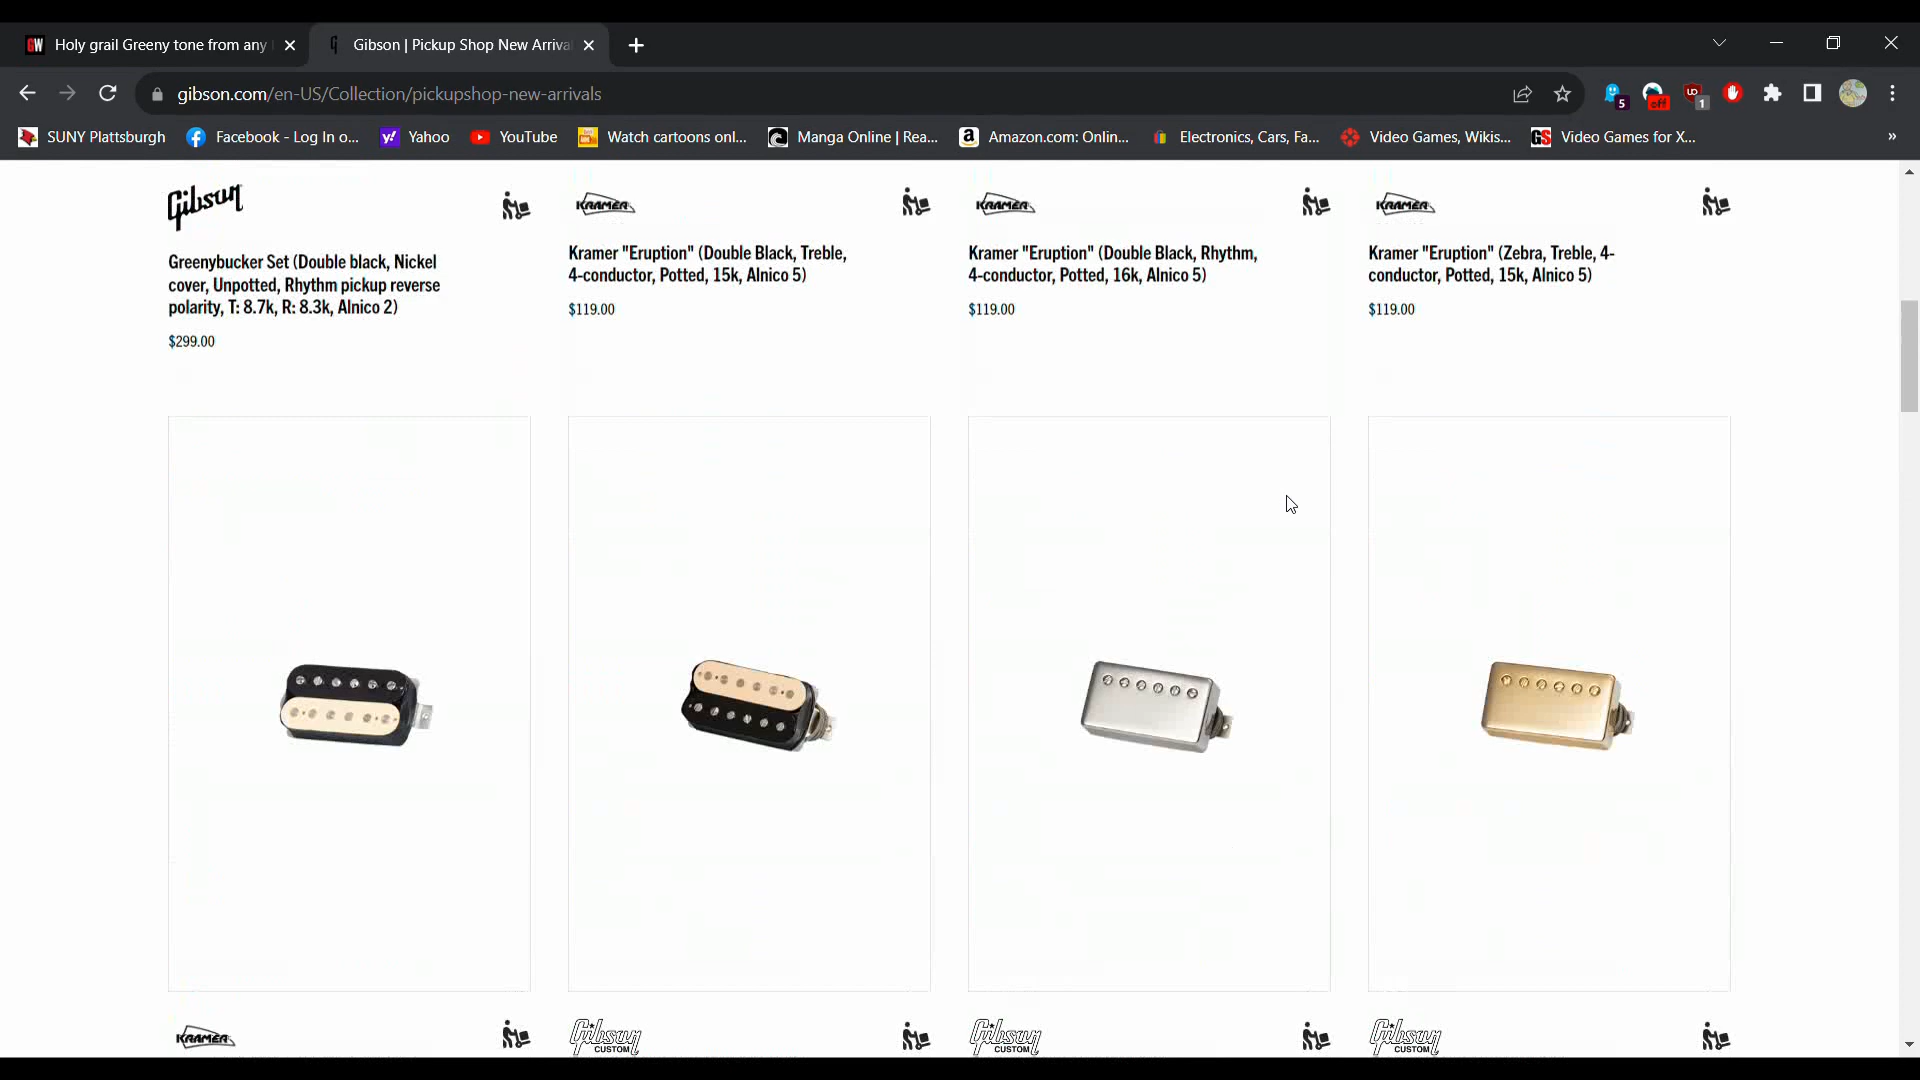 Holy grail Greeny tone from any
Gibson | Pickup Shop New Arriva
gibson.com/en-US/Collection/pickupshop-new-arrivals
5
off
1
SUNY Plattsburgh
Facebook - Log In o...
Yahoo
YouTube
Watch cartoons onl...
Manga Online | Rea...
Amazon.com: Onlin...
Electronics, Cars, Fa...
Video Games, Wikis...
Video Games for X...
»
Gibson
Greenybucker Set (Double black, Nickel
cover, Unpotted, Rhythm pickup reverse
polarity, T: 8.7k, R: 8.3k, Alnico 2)
$299.00
KRAMER
Kramer "Eruption" (Double Black, Treble,
4-conductor, Potted, 15k, Alnico 5)
$119.00
KRAMER
Kramer "Eruption" (Double Black, Rhythm,
4-conductor, Potted, 16k, Alnico 5)
$119.00
KRAMER
Kramer "Eruption" (Zebra, Treble, 4-
conductor, Potted, 15k, Alnico 5)
$119.00
KRAMER
Gibson
CUSTOM
Gibson
CUSTOM
Gibson
CUSTOM